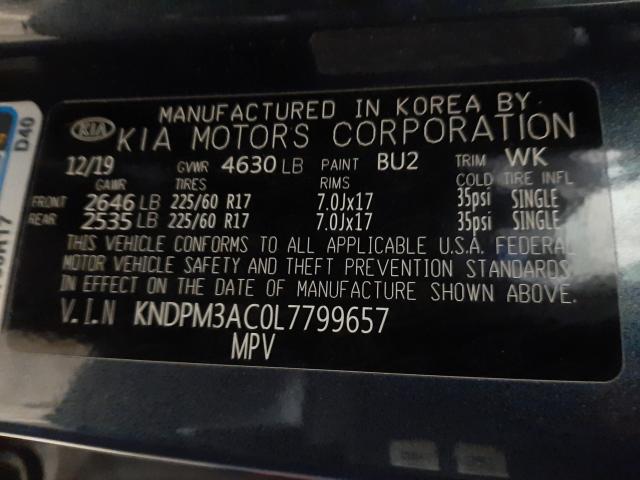 MANUFACTURED IN KOREA BY
KIA KIA MOTORS CORPORATION
12/19 GVWR 4630 LB PAINT BU2 TRIM WK
GAWR TIRES RIMS COLD TIRE INFL
FRONT 2646 LB 225/60 R17 7.0Jx17 35psi SINGLE
REAR 2535 LB 225/60 R17 7.0Jx17 35psi SINGLE
THIS VEHICLE CONFORMS TO ALL APPLICABLE U.S.A. FEDERAL
MOTOR VEHICLE SAFETY AND THEFT PREVENTION STANDARDS
IN EFFECT ON THE DATE OF MANUFACTURE SHOWN ABOVE.
V.I.N KNDPM3AC0L7799657
MPV
D40